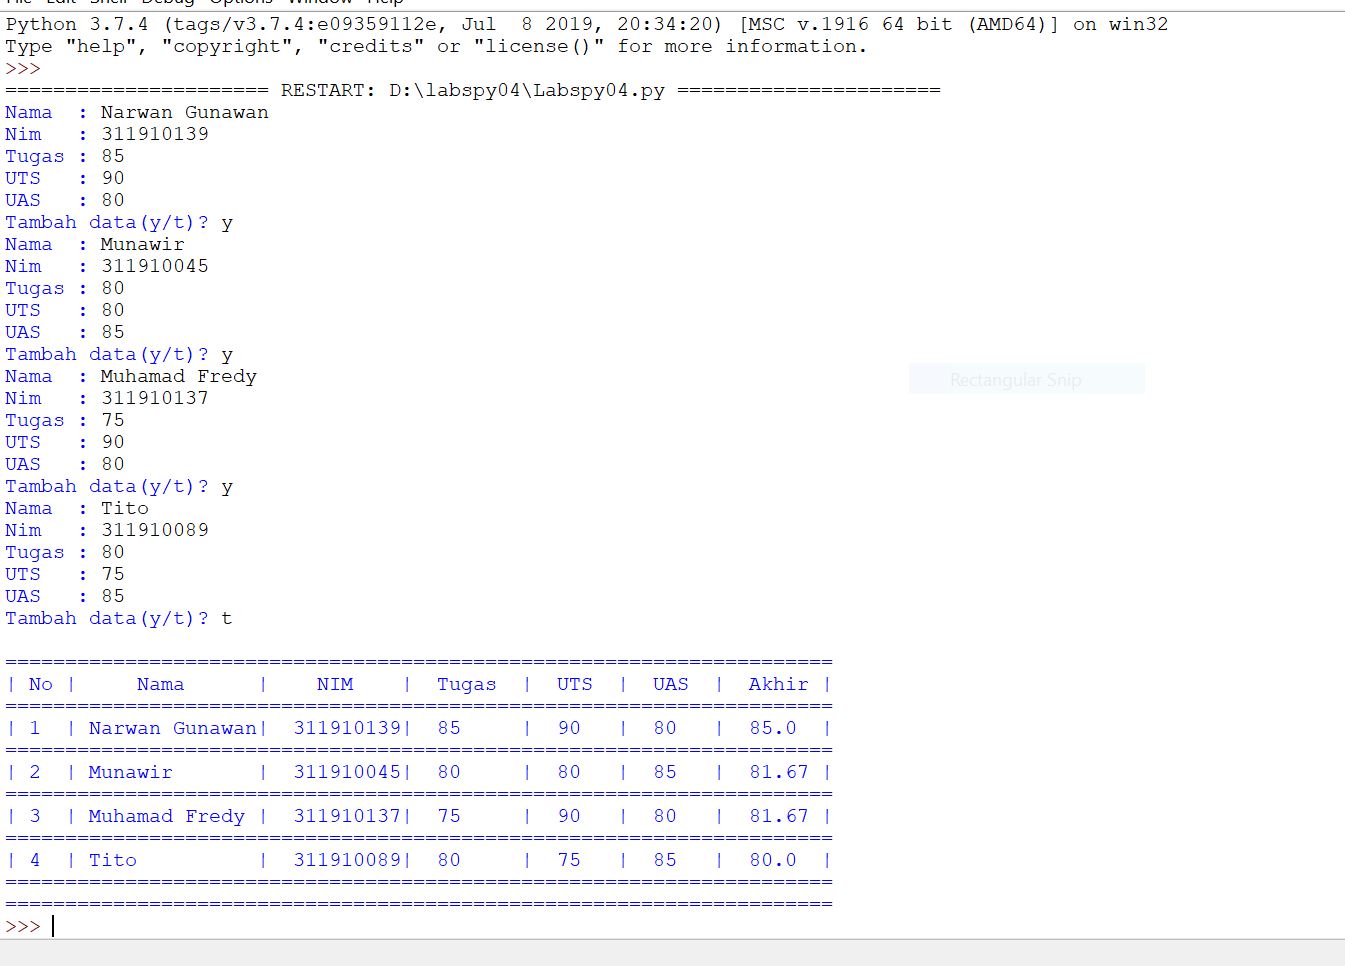 File Edit Shell Debug Options Window Help
Python 3.7.4 (tags/v3.7.4:e09359112e, Jul  8 2019, 20:34:20) [MSC v.1916 64 bit (AMD64)] on win32
Type "help", "copyright", "credits" or "license()" for more information.
>>>
====================== RESTART: D:\labspy04\Labspy04.py ======================
Nama  : Narwan Gunawan
Nim   : 311910139
Tugas : 85
UTS   : 90
UAS   : 80
Tambah data(y/t)? y
Nama  : Munawir
Nim   : 311910045
Tugas : 80
UTS   : 80
UAS   : 85
Tambah data(y/t)? y
Nama  : Muhamad Fredy
Nim   : 311910137
Tugas : 75
UTS   : 90
UAS   : 80
Tambah data(y/t)? y
Nama  : Tito
Nim   : 311910089
Tugas : 80
UTS   : 75
UAS   : 85
Tambah data(y/t)? t
Rectangular Snip
=====================================================================
| No |     Nama      |    NIM    |  Tugas  |  UTS  |  UAS  |  Akhir |
=====================================================================
| 1  | Narwan Gunawan|  311910139|  85     |  90   |  80   |  85.0  |
=====================================================================
| 2  | Munawir       |  311910045|  80     |  80   |  85   |  81.67 |
=====================================================================
| 3  | Muhamad Fredy |  311910137|  75     |  90   |  80   |  81.67 |
=====================================================================
| 4  | Tito          |  311910089|  80     |  75   |  85   |  80.0  |
=====================================================================
=====================================================================
>>>